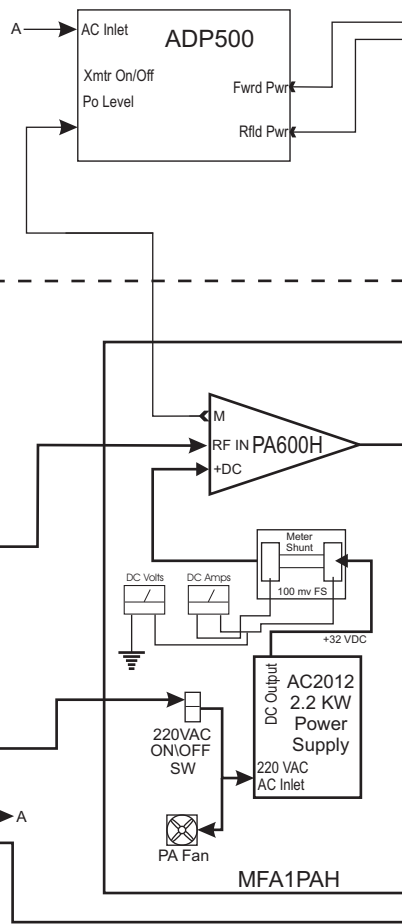 A
AC Inlet
ADP500
Xmtr On/Off
Po Level
Fwrd Pwr
Rfld Pwr
M
RF IN
PA600H
+DC
Meter
Shunt
100 mv FS
DC Volts
DC Amps
+32 VDC
DC Output
AC2012
2.2 KW
Power
Supply
220 VAC
AC Inlet
220VAC
ON\OFF
SW
A
PA Fan
MFA1PAH